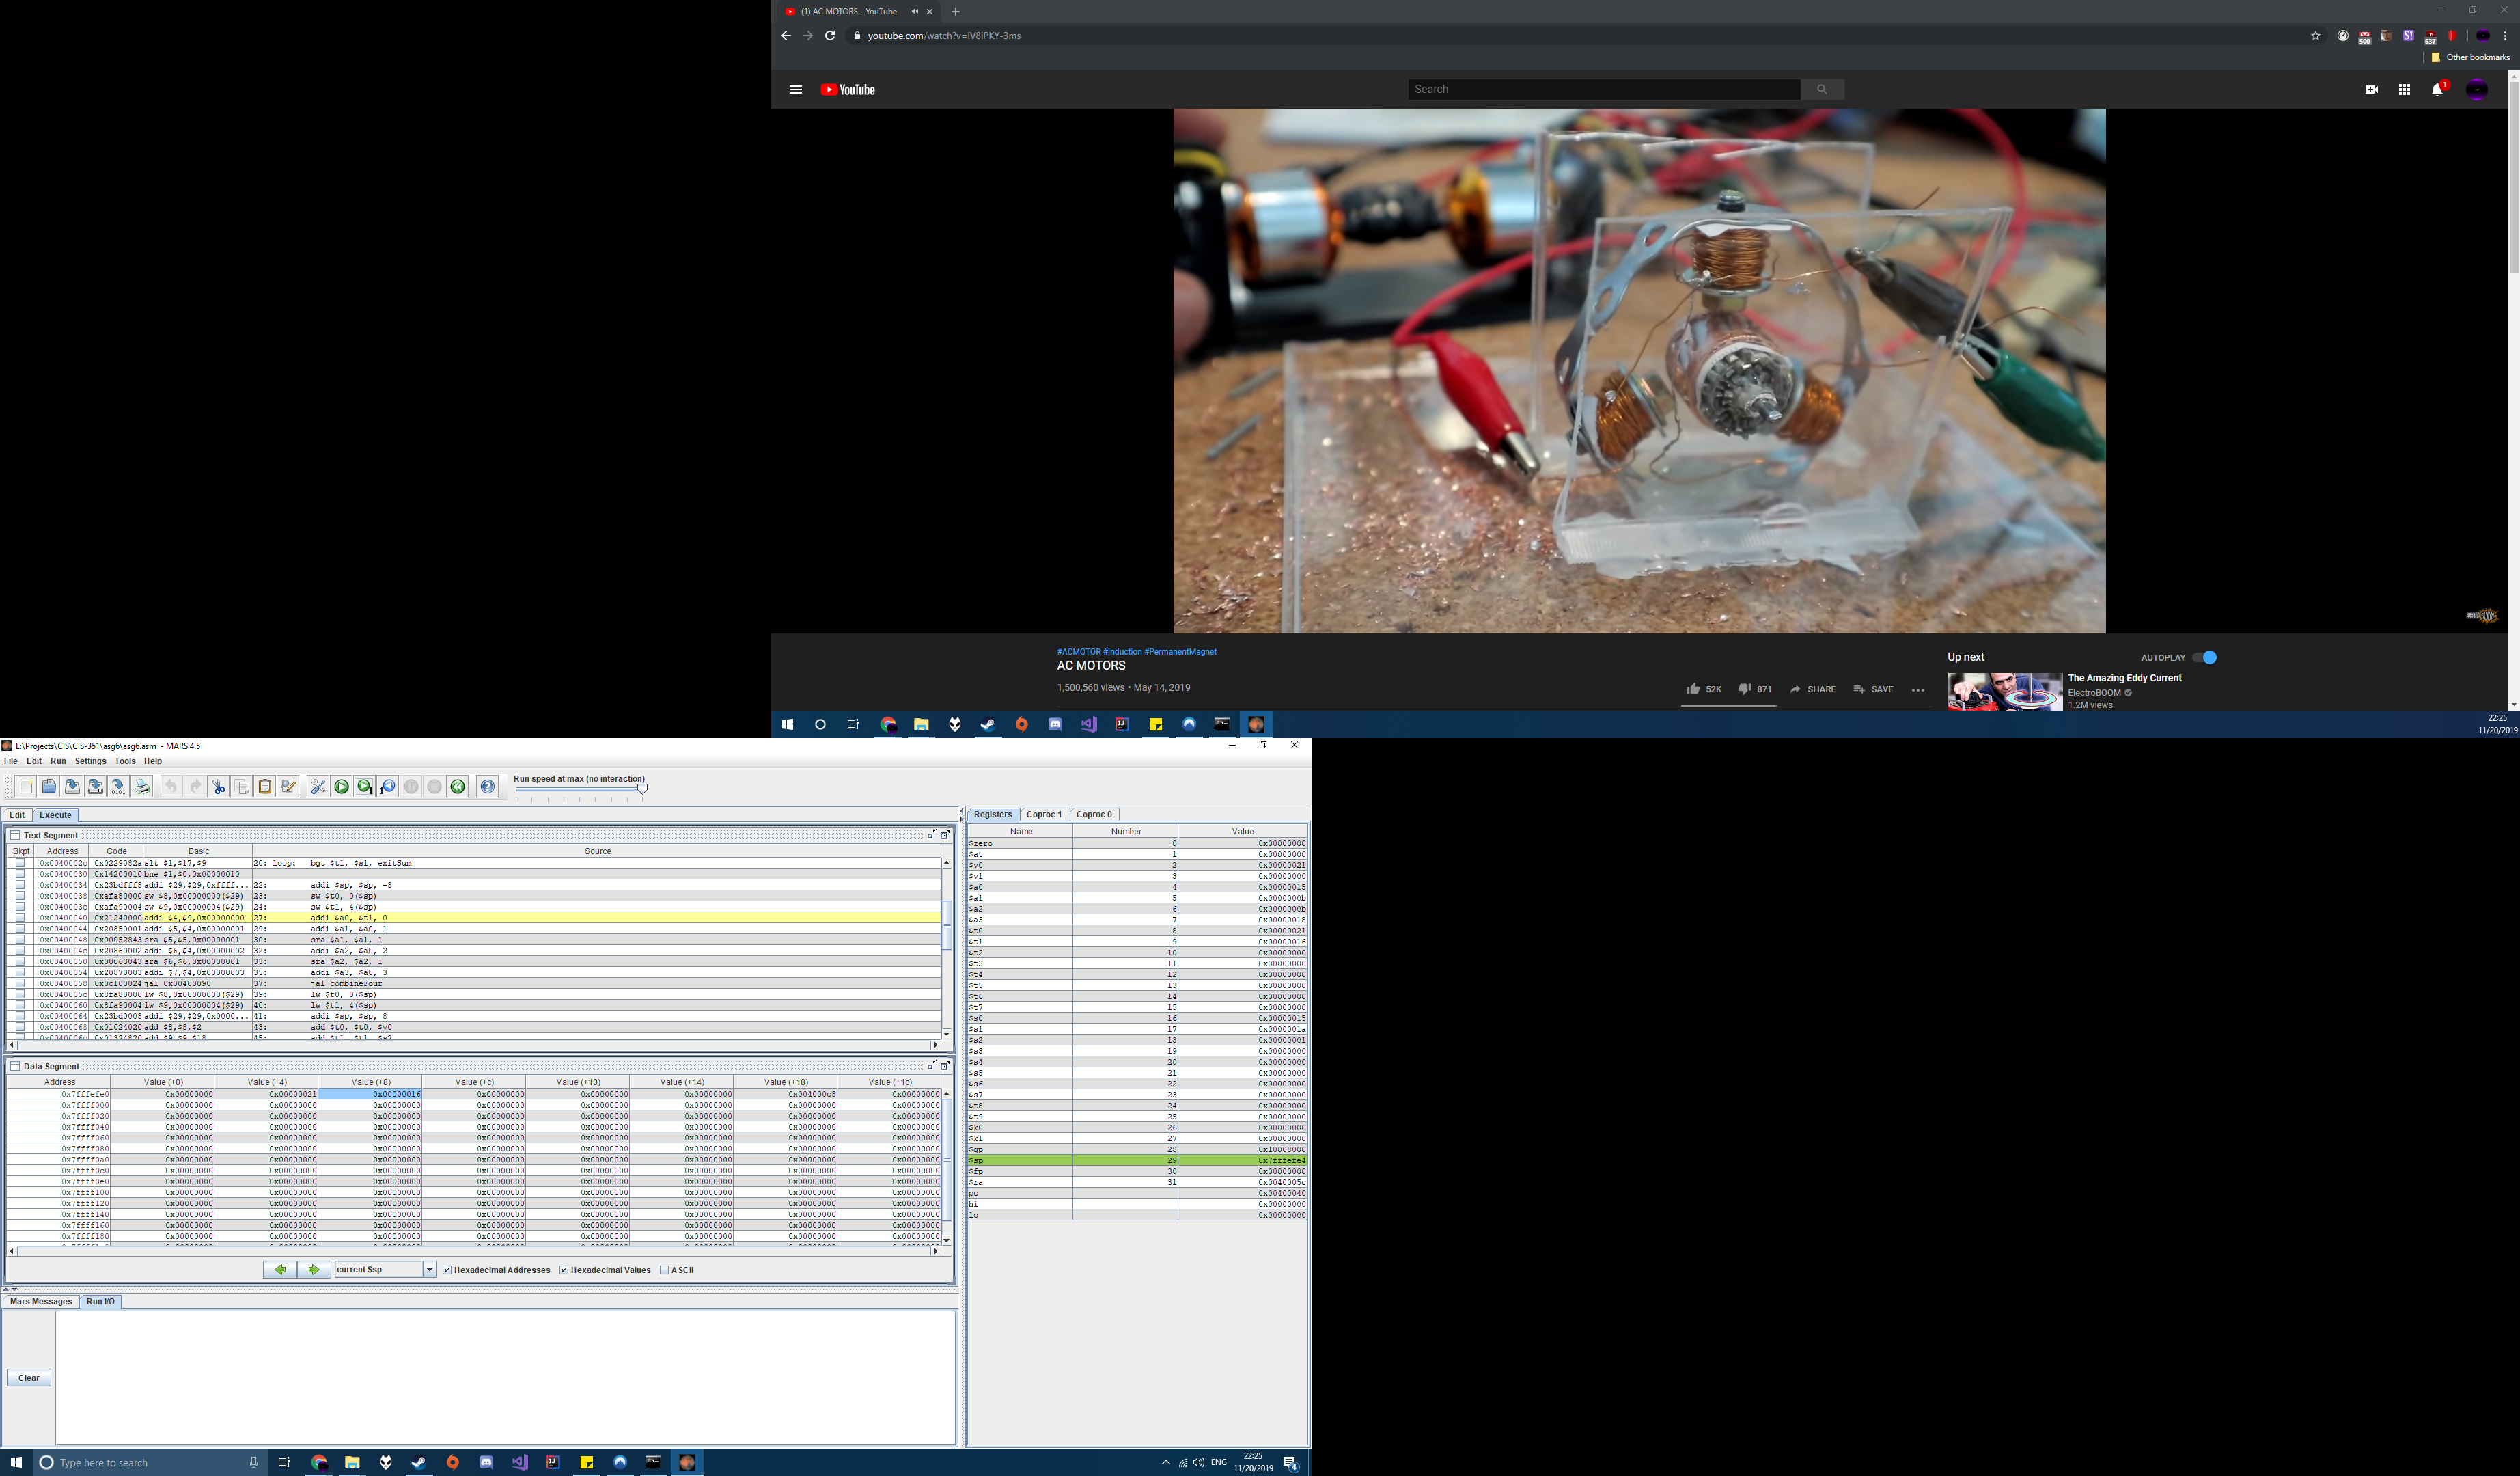 (1) AC MOTORS - YouTube
youtube.com/watch?v=IV8iPKY-3ms
500
637
Other bookmarks
YouTube
Search
1
#ACMOTOR #Induction #PermanentMagnet
AC MOTORS
1,500,560 views • May 14, 2019
52K 871 SHARE SAVE
Up next
AUTOPLAY
The Amazing Eddy Current
ElectroBOOM
1.2M views
22:25
11/20/2019
E:\Projects\CIS\CIS-351\asg6\asg6.asm - MARS 4.5
File Edit Run Settings Tools Help
Run speed at max (no interaction)
Edit Execute
Text Segment
Bkpt Address Code Basic Source
0x0040002c 0x0229082a slt $1,$17,$9 20: loop: bgt $t1, $s1, exitSum
0x00400030 0x14200010 bne $1,$0,0x00000010
0x00400034 0x23bdfff8 addi $29,$29,0xffff... 22: addi $sp, $sp, -8
0x00400038 0xafa80000 sw $8,0x00000000($29) 23: sw $t0, 0($sp)
0x0040003c 0xafa90004 sw $9,0x00000004($29) 24: sw $t1, 4($sp)
0x00400040 0x21240000 addi $4,$9,0x00000000 27: addi $a0, $t1, 0
0x00400044 0x20850001 addi $5,$4,0x00000001 29: addi $a1, $a0, 1
0x00400048 0x00052843 sra $5,$5,0x00000001 30: sra $a1, $a1, 1
0x0040004c 0x20860002 addi $6,$4,0x00000002 32: addi $a2, $a0, 2
0x00400050 0x00063043 sra $6,$6,0x00000001 33: sra $a2, $a2, 1
0x00400054 0x20870003 addi $7,$4,0x00000003 35: addi $a3, $a0, 3
0x00400058 0x0c100024 jal 0x00400090 37: jal combineFour
0x0040005c 0x8fa80000 lw $8,0x00000000($29) 39: lw $t0, 0($sp)
0x00400060 0x8fa90004 lw $9,0x00000004($29) 40: lw $t1, 4($sp)
0x00400064 0x23bd0008 addi $29,$29,0x0000... 41: addi $sp, $sp, 8
0x00400068 0x01024020 add $8,$8,$2 43: add $t0, $t0, $v0
0x0040006c 0x01324820 add $9,$9,$18 45: add $t1, $t1, $s2
Data Segment
Address Value (+0) Value (+4) Value (+8) Value (+c) Value (+10) Value (+14) Value (+18) Value (+1c)
0x7fffefe0 0x00000000 0x00000021 0x00000016 0x00000000 0x00000000 0x00000000 0x004000c8 0x00000000
0x7ffff000 0x00000000 0x00000000 0x00000000 0x00000000 0x00000000 0x00000000 0x00000000 0x00000000
0x7ffff020 0x00000000 0x00000000 0x00000000 0x00000000 0x00000000 0x00000000 0x00000000 0x00000000
0x7ffff040 0x00000000 0x00000000 0x00000000 0x00000000 0x00000000 0x00000000 0x00000000 0x00000000
0x7ffff060 0x00000000 0x00000000 0x00000000 0x00000000 0x00000000 0x00000000 0x00000000 0x00000000
0x7ffff080 0x00000000 0x00000000 0x00000000 0x00000000 0x00000000 0x00000000 0x00000000 0x00000000
0x7ffff0a0 0x00000000 0x00000000 0x00000000 0x00000000 0x00000000 0x00000000 0x00000000 0x00000000
0x7ffff0c0 0x00000000 0x00000000 0x00000000 0x00000000 0x00000000 0x00000000 0x00000000 0x00000000
0x7ffff0e0 0x00000000 0x00000000 0x00000000 0x00000000 0x00000000 0x00000000 0x00000000 0x00000000
0x7ffff100 0x00000000 0x00000000 0x00000000 0x00000000 0x00000000 0x00000000 0x00000000 0x00000000
0x7ffff120 0x00000000 0x00000000 0x00000000 0x00000000 0x00000000 0x00000000 0x00000000 0x00000000
0x7ffff140 0x00000000 0x00000000 0x00000000 0x00000000 0x00000000 0x00000000 0x00000000 0x00000000
0x7ffff160 0x00000000 0x00000000 0x00000000 0x00000000 0x00000000 0x00000000 0x00000000 0x00000000
0x7ffff180 0x00000000 0x00000000 0x00000000 0x00000000 0x00000000 0x00000000 0x00000000 0x00000000
current $sp Hexadecimal Addresses Hexadecimal Values ASCII
Mars Messages Run I/O
Clear
Registers Coproc 1 Coproc 0
Name Number Value
$zero 0 0x00000000
$at 1 0x00000000
$v0 2 0x00000021
$v1 3 0x00000000
$a0 4 0x00000015
$a1 5 0x0000000b
$a2 6 0x0000000b
$a3 7 0x00000018
$t0 8 0x00000021
$t1 9 0x00000016
$t2 10 0x00000000
$t3 11 0x00000000
$t4 12 0x00000000
$t5 13 0x00000000
$t6 14 0x00000000
$t7 15 0x00000000
$s0 16 0x00000015
$s1 17 0x0000001a
$s2 18 0x00000001
$s3 19 0x00000000
$s4 20 0x00000000
$s5 21 0x00000000
$s6 22 0x00000000
$s7 23 0x00000000
$t8 24 0x00000000
$t9 25 0x00000000
$k0 26 0x00000000
$k1 27 0x00000000
$gp 28 0x10008000
$sp 29 0x7fffefe4
$fp 30 0x00000000
$ra 31 0x0040005c
pc 0x00400040
hi 0x00000000
lo 0x00000000
Type here to search
ENG
22:25
11/20/2019
4